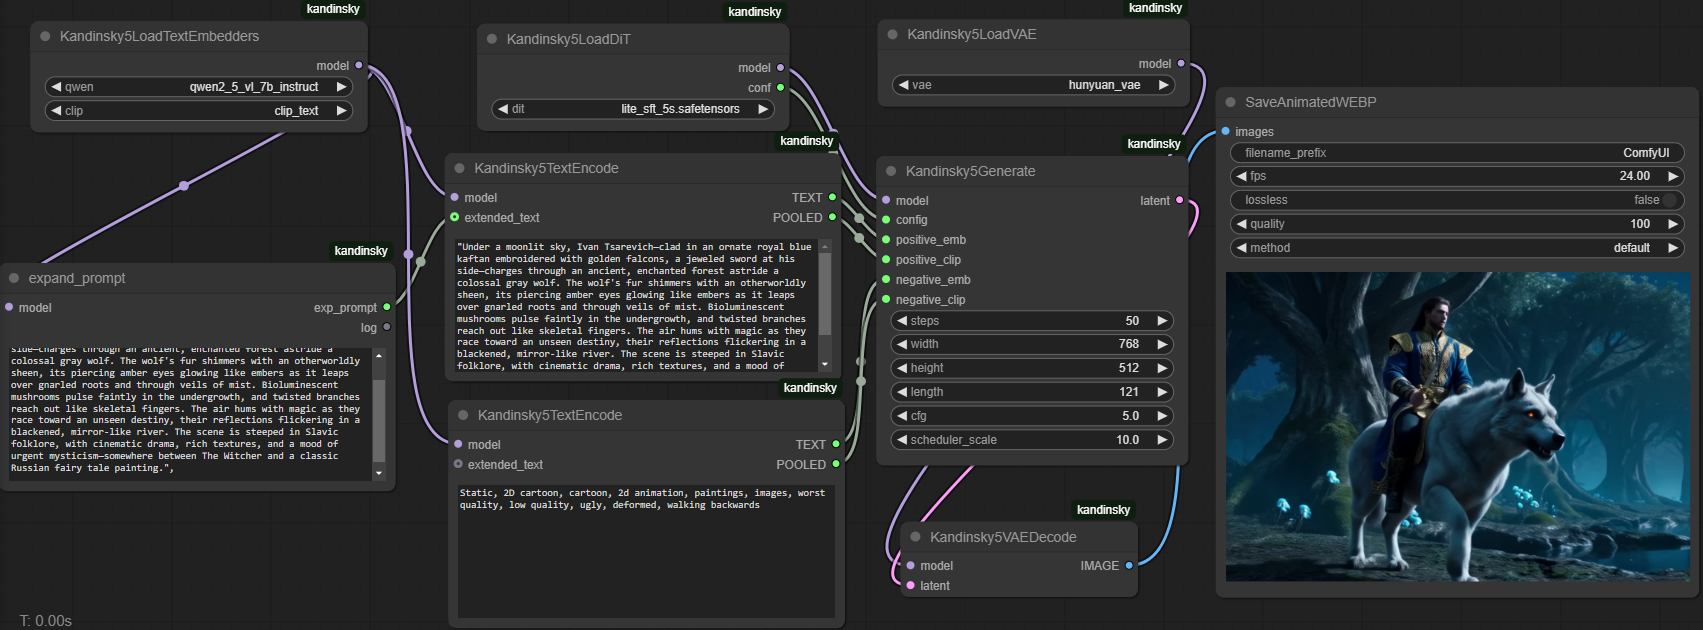 kandinsky
Kandinsky5LoadTextEmbedders
model
qwen qwen2_5_vl_7b_instruct
clip clip_text
kandinsky
Kandinsky5LoadDiT
model
conf
dit lite_sft_5s.safetensors
kandinsky
Kandinsky5LoadVAE
model
vae hunyuan_vae
kandinsky
expand_prompt
model exp_prompt
log
side—charges through an ancient, enchanted forest astride a
colossal gray wolf. The wolf's fur shimmers with an otherworldly
sheen, its piercing amber eyes glowing like embers as it leaps
over gnarled roots and through veils of mist. Bioluminescent
mushrooms pulse faintly in the undergrowth, and twisted branches
reach out like skeletal fingers. The air hums with magic as they
race toward an unseen destiny, their reflections flickering in a
blackened, mirror-like river. The scene is steeped in Slavic
folklore, with cinematic drama, rich textures, and a mood of
urgent mysticism—somewhere between The Witcher and a classic
Russian fairy tale painting.",
kandinsky
Kandinsky5TextEncode
model TEXT
extended_text POOLED
"Under a moonlit sky, Ivan Tsarevich—clad in an ornate royal blue
kaftan embroidered with golden falcons, a jeweled sword at his
side—charges through an ancient, enchanted forest astride a
colossal gray wolf. The wolf's fur shimmers with an otherworldly
sheen, its piercing amber eyes glowing like embers as it leaps
over gnarled roots and through veils of mist. Bioluminescent
mushrooms pulse faintly in the undergrowth, and twisted branches
reach out like skeletal fingers. The air hums with magic as they
race toward an unseen destiny, their reflections flickering in a
blackened, mirror-like river. The scene is steeped in Slavic
folklore, with cinematic drama, rich textures, and a mood of
kandinsky
Kandinsky5TextEncode
model TEXT
extended_text POOLED
Static, 2D cartoon, cartoon, 2d animation, paintings, images, worst
quality, low quality, ugly, deformed, walking backwards
kandinsky
Kandinsky5Generate
model latent
config
positive_emb
positive_clip
negative_emb
negative_clip
steps 50
width 768
height 512
length 121
cfg 5.0
scheduler_scale 10.0
kandinsky
Kandinsky5VAEDecode
model IMAGE
latent
SaveAnimatedWEBP
images
filename_prefix ComfyUI
fps 24.00
lossless false
quality 100
method default
T: 0.00s